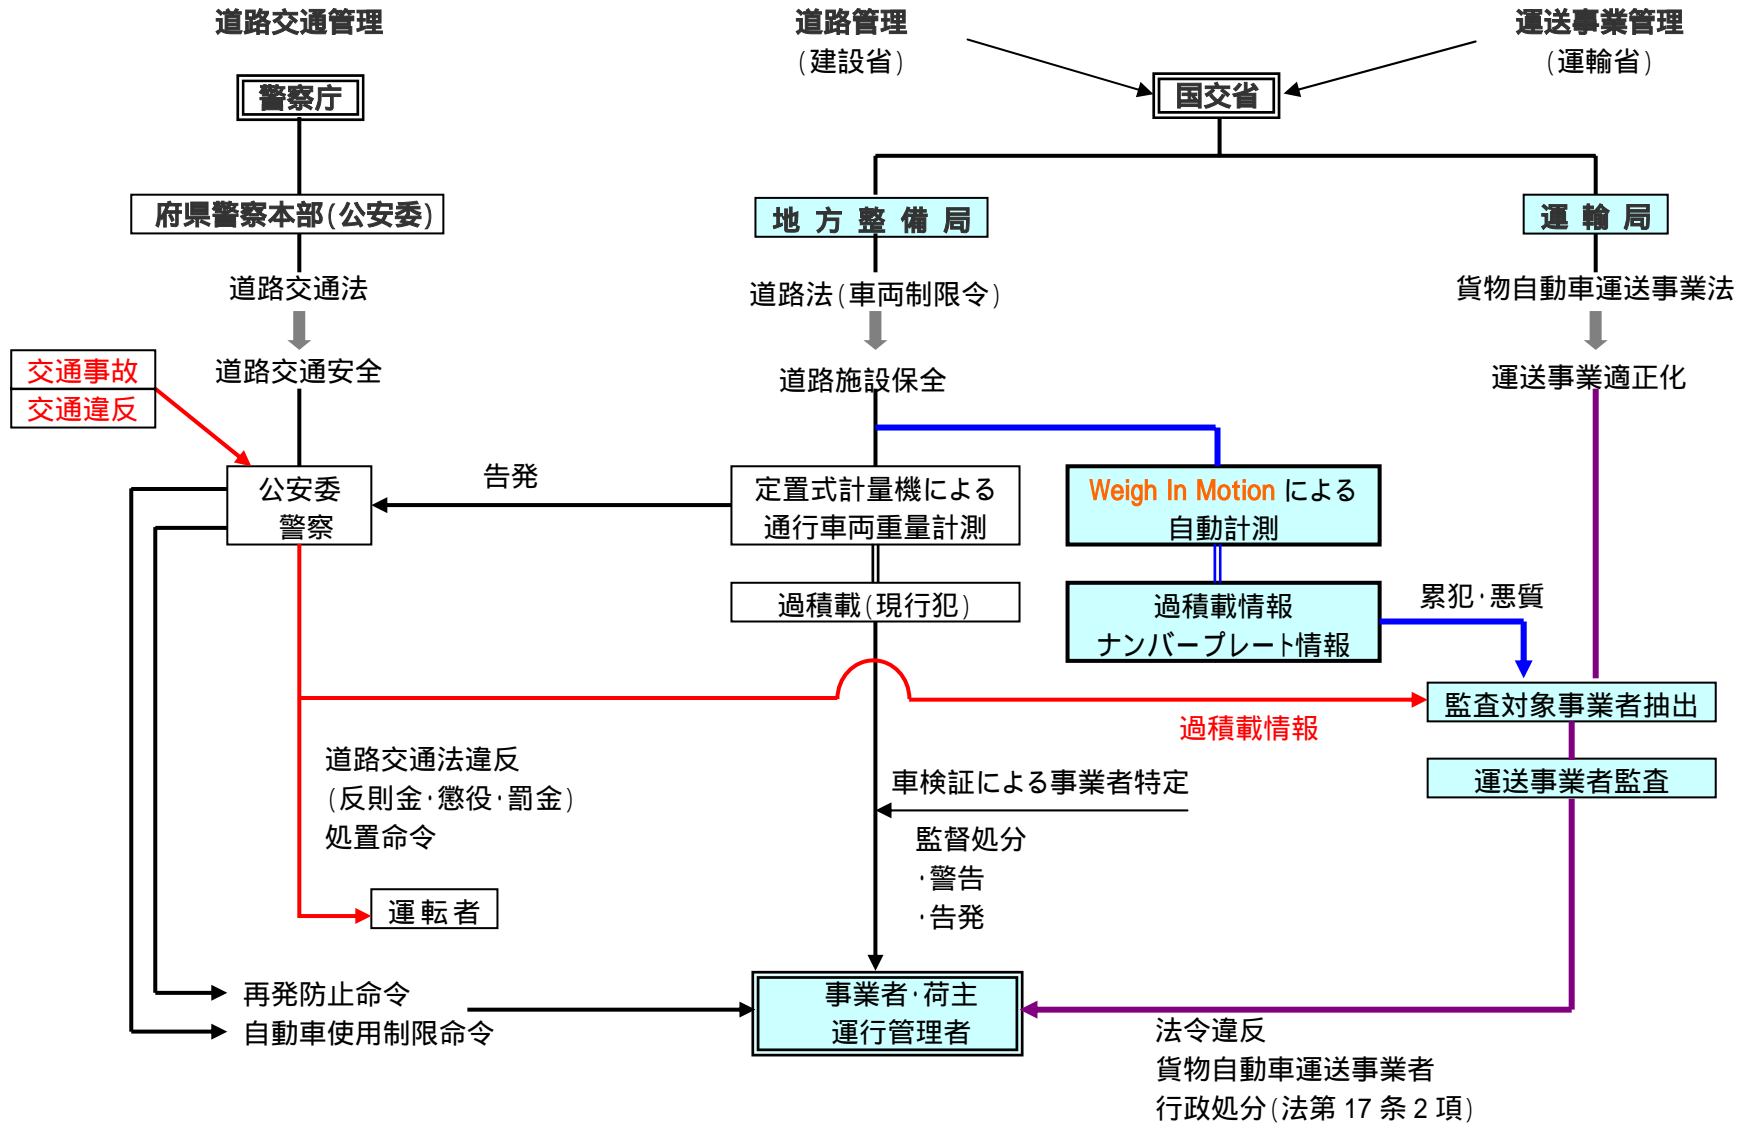 道路交通管理
道路管理
運送事業管理
(建設省)
(運輸省)
警察庁
国交省
府県警察本部(公安委)
地方整備局
運輸局
道路交通法
道路法(車両制限令)
貨物自動車運送事業法
道路交通安全
道路施設保全
運送事業適正化
交通事故
交通違反
告発
公安委
警察
定置式計量機による
通行車両重量計測
Weigh In Motion による
自動計測
過積載(現行犯)
過積載情報
ナンバープレート情報
累犯・悪質
監査対象事業者抽出
過積載情報
運送事業者監査
道路交通法違反
(反則金・懲役・罰金)
処置命令
車検証による事業者特定
監督処分
・警告
・告発
運転者
再発防止命令
自動車使用制限命令
事業者・荷主
運行管理者
法令違反
貨物自動車運送事業者
行政処分(法第 17 条 2 項)